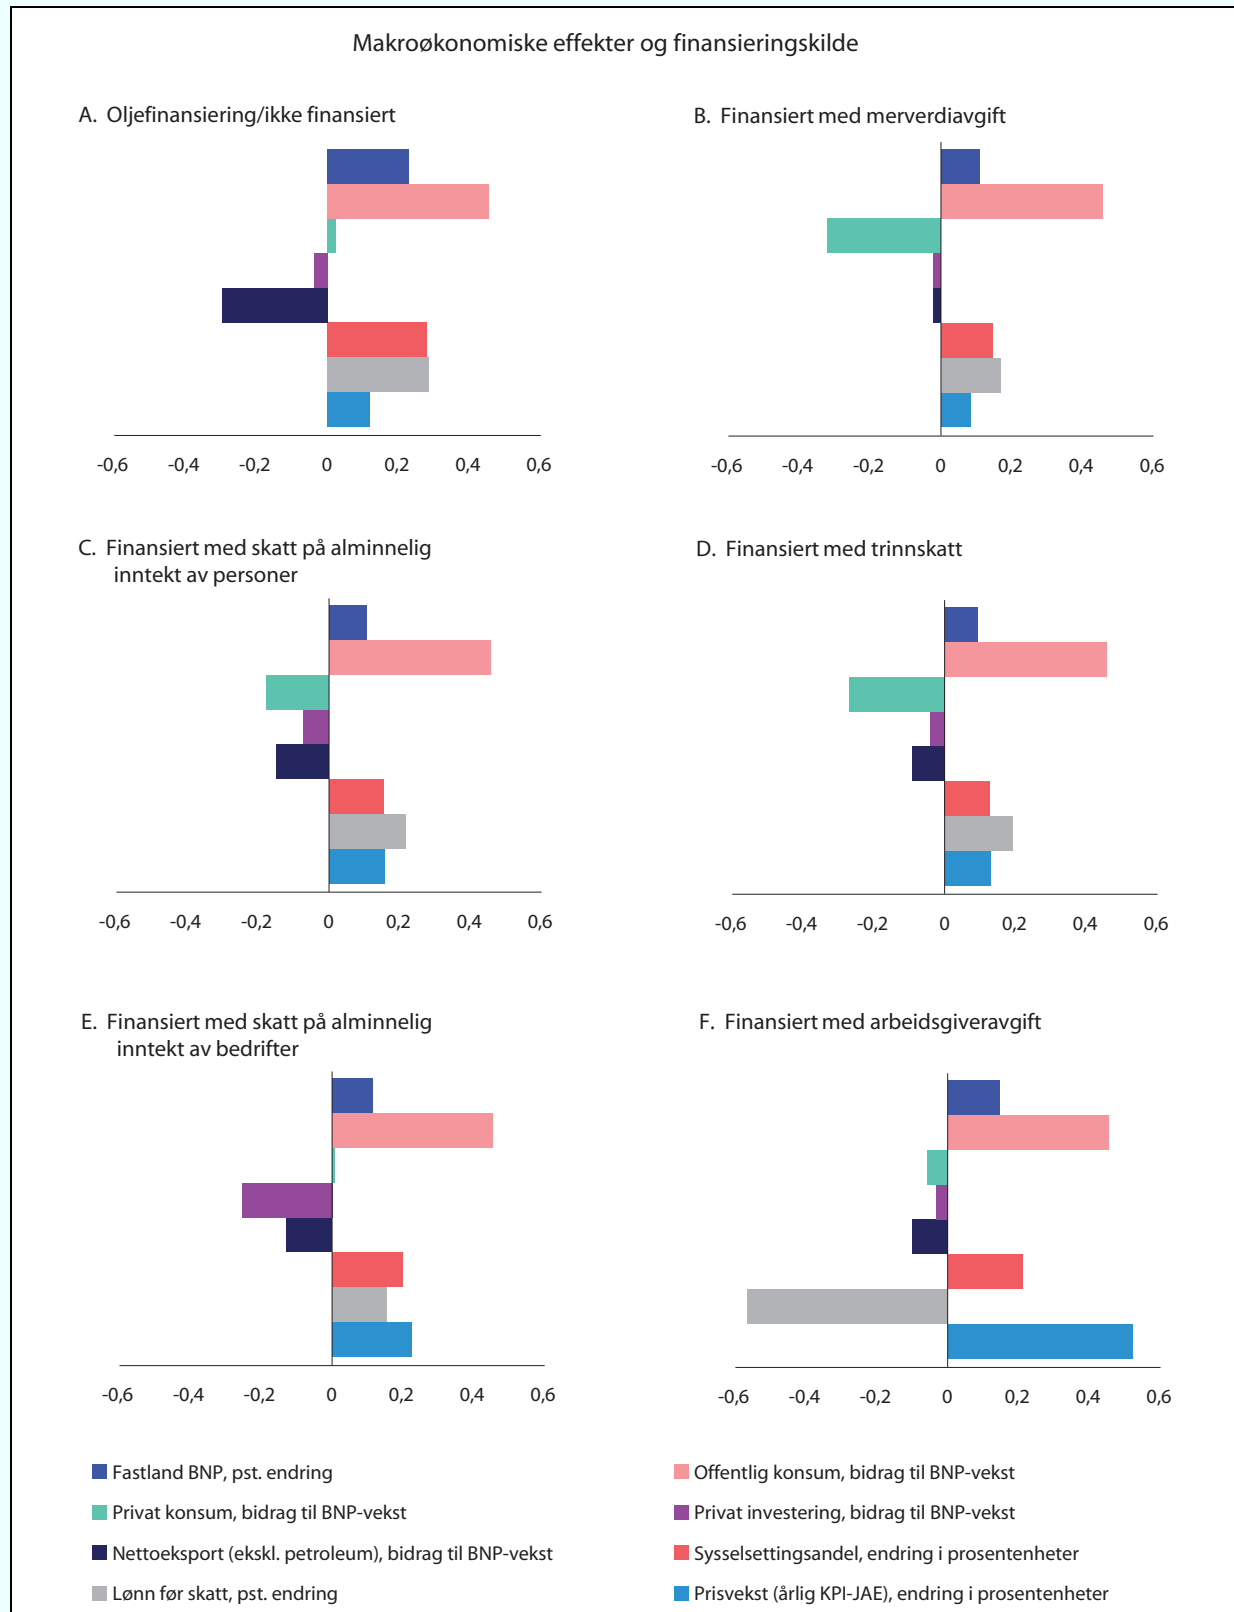 Makroøkonomiske effekter og finansieringskilde
A. Oljefinansiering/ikke finansiert
-0,6 -0,4 -0,2 0 0,2 0,4 0,6
B. Finansiert med merverdiavgift
-0,6 -0,4 -0,2 0 0,2 0,4 0,6
C. Finansiert med skatt på alminnelig
inntekt av personer
-0,6 -0,4 -0,2 0 0,2 0,4 0,6
D. Finansiert med trinnskatt
-0,6 -0,4 -0,2 0 0,2 0,4 0,6
E. Finansiert med skatt på alminnelig
inntekt av bedrifter
-0,6 -0,4 -0,2 0 0,2 0,4 0,6
F. Finansiert med arbeidsgiveravgift
-0,6 -0,4 -0,2 0 0,2 0,4 0,6
Fastland BNP, pst. endring
Offentlig konsum, bidrag til BNP-vekst
Privat konsum, bidrag til BNP-vekst
Privat investering, bidrag til BNP-vekst
Nettoeksport (ekskl. petroleum), bidrag til BNP-vekst
Sysselsettingsandel, endring i prosentenheter
Lønn før skatt, pst. endring
Prisvekst (årlig KPI-JAE), endring i prosentenheter